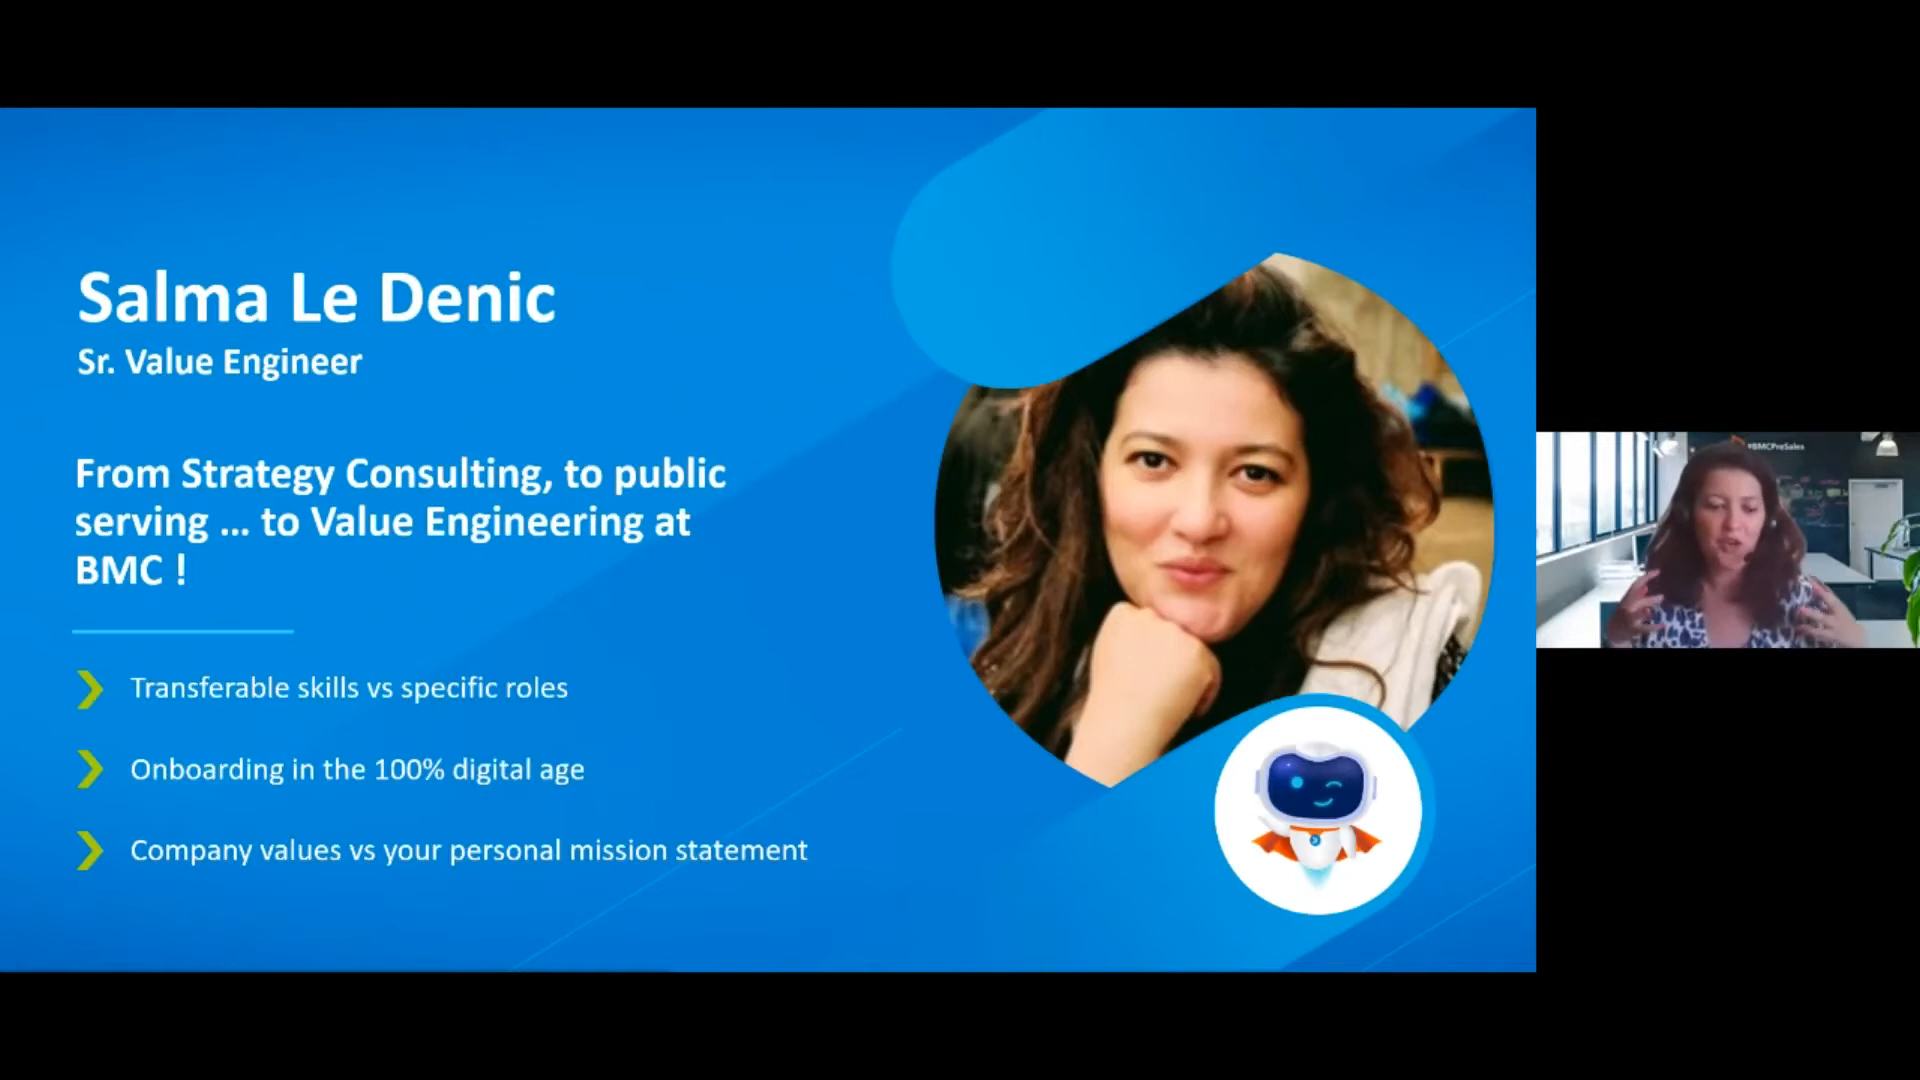 Salma Le Denic
Sr. Value Engineer
From Strategy Consulting, to public
serving ... to Value Engineering at
BMC !
Transferable skills vs specific roles
Onboarding in the 100% digital age
Company values vs your personal mission statement
#BMCPreSales